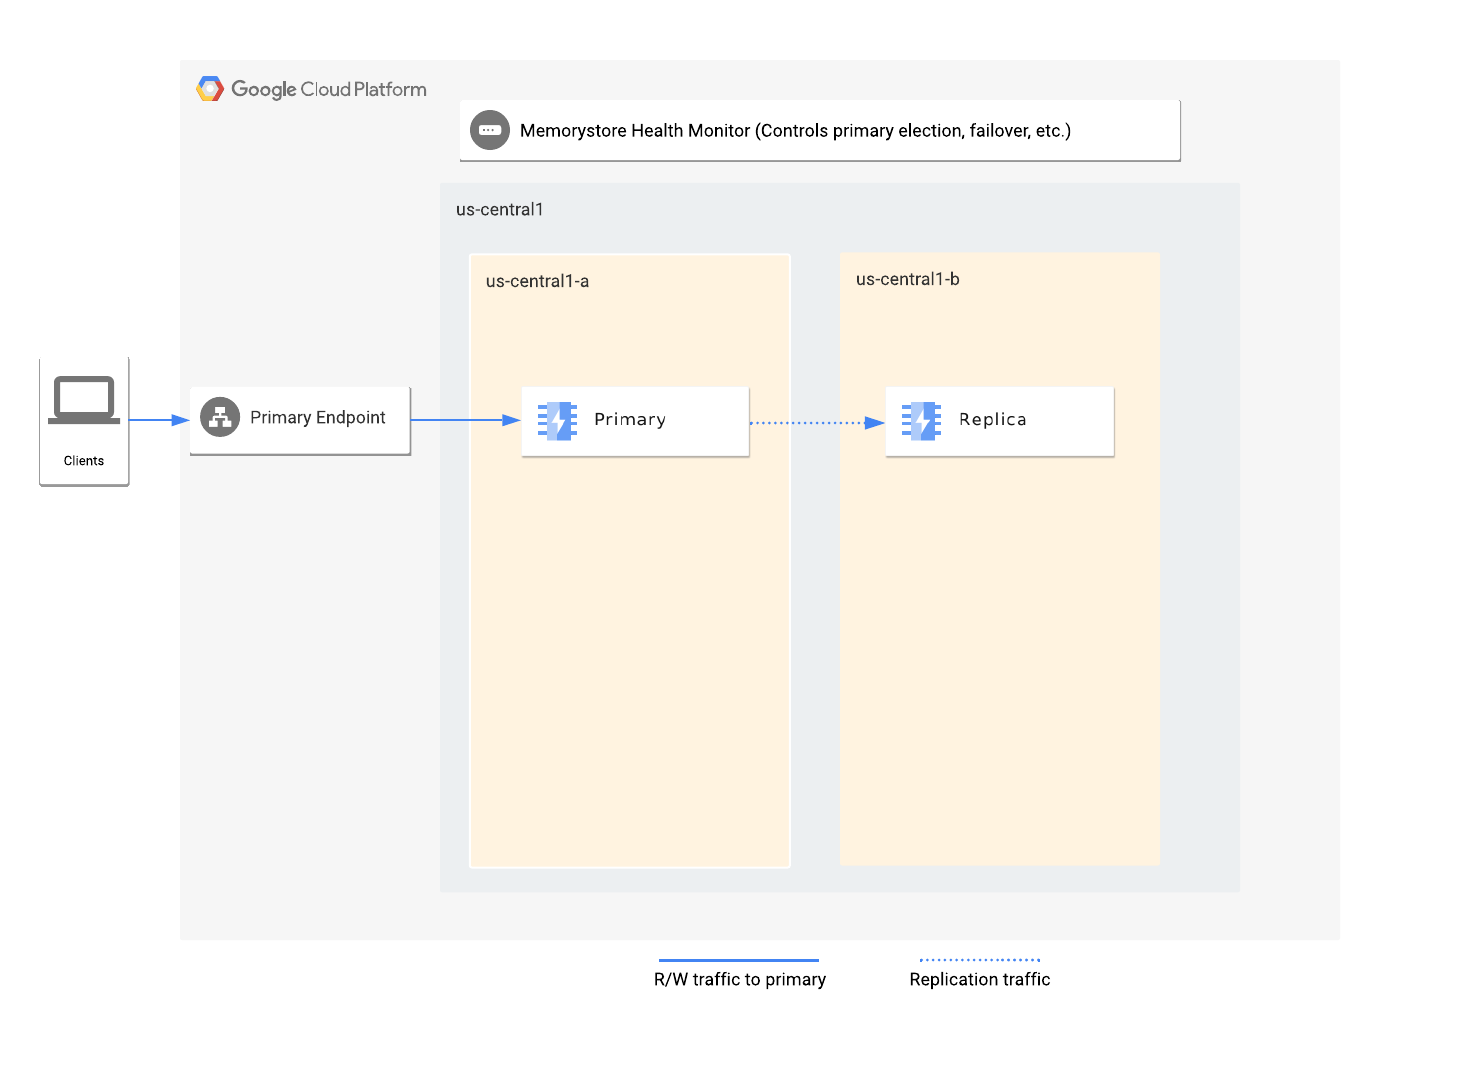 Google Cloud Platform
Memorystore Health Monitor (Controls primary election, failover, etc.)
us-central1
us-central1-a
us-central1-b
Clients
Primary Endpoint
Primary
Replica
R/W traffic to primary
Replication traffic